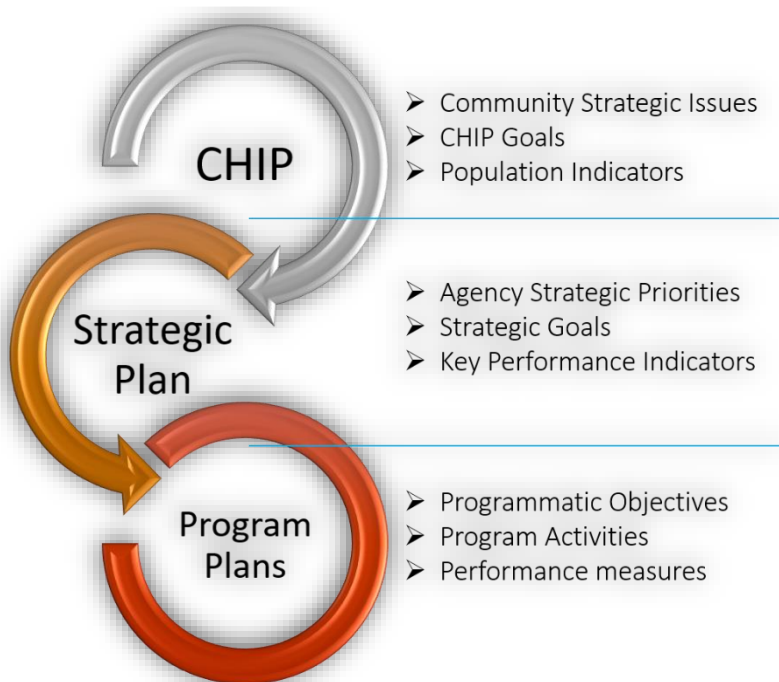 CHIP
➢ Community Strategic Issues
➢ CHIP Goals
➢ Population Indicators
Strategic
Plan
➢ Agency Strategic Priorities
➢ Strategic Goals
➢ Key Performance Indicators
Program
Plans
➢ Programmatic Objectives
➢ Program Activities
➢ Performance measures